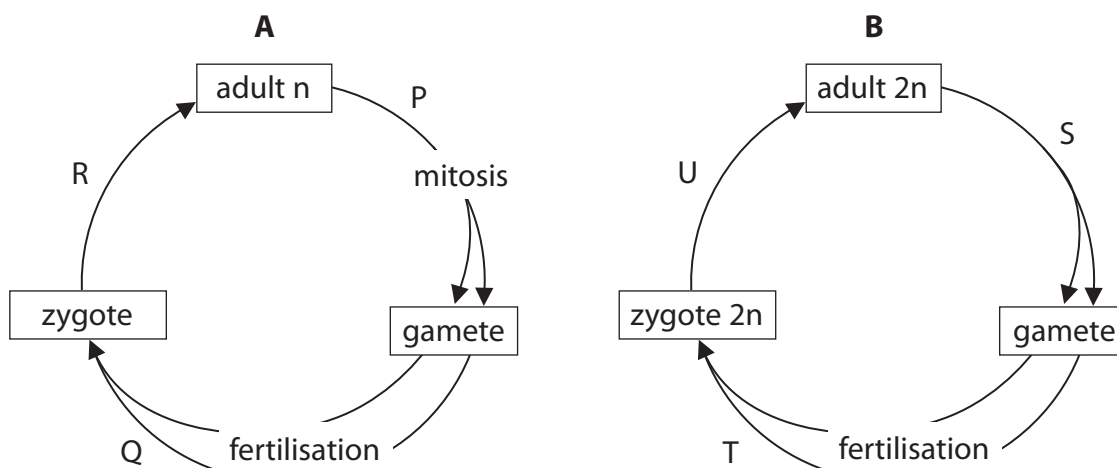 A
adult n
P
R
mitosis
zygote
gamete
Q
fertilisation
B
adult 2n
S
U
zygote 2n
gamete
T
fertilisation